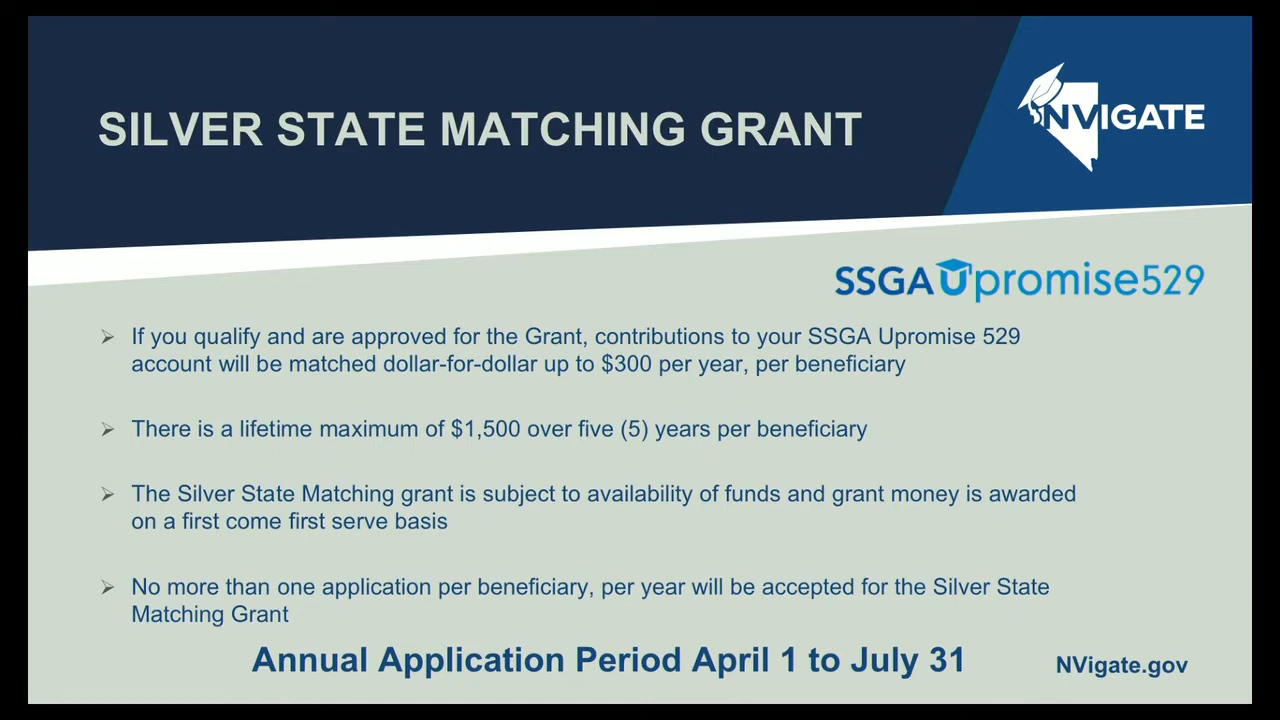 SILVER STATE MATCHING GRANT
NVIGATE
SSGA Upromise529
If you qualify and are approved for the Grant, contributions to your SSGA Upromise 529
account will be matched dollar-for-dollar up to $300 per year, per beneficiary
There is a lifetime maximum of $1,500 over five (5) years per beneficiary
The Silver State Matching grant is subject to availability of funds and grant money is awarded
on a first come first serve basis
No more than one application per beneficiary, per year will be accepted for the Silver State
Matching Grant
Annual Application Period April 1 to July 31
NVigate.gov